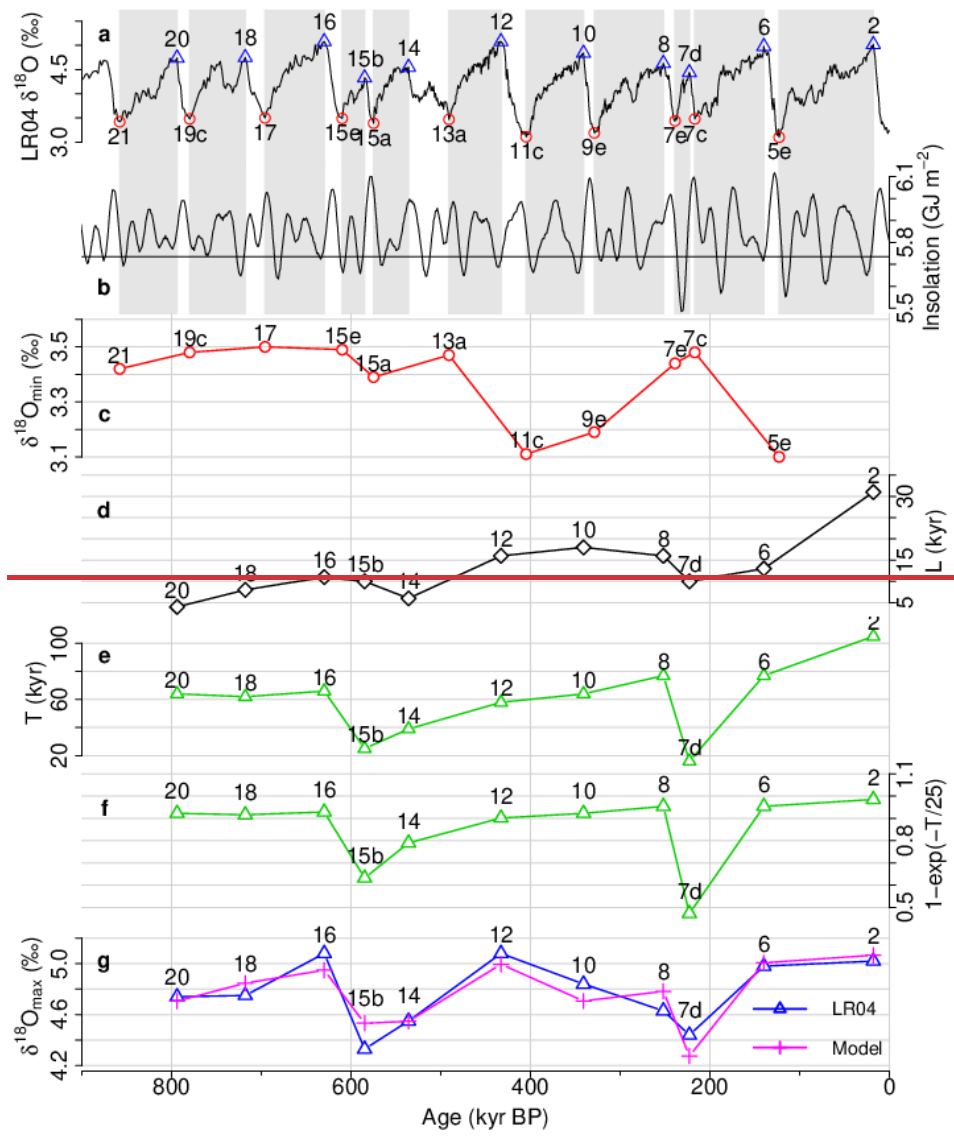 a
LR04 δ18O (‰)
4.5
3.0
20
18
16
15b
14
12
10
8
7d
6
2
21
19c
17
15e
15a
13a
11c
9e
7e
7c
5e
b
6.1
5.8
5.5
Insolation (GJ m−2)
c
δ18Omin (‰)
3.5
3.3
3.1
21
19c
17
15e
15a
13a
11c
9e
7e
7c
5e
d
30
15
5
L (kyr)
20
18
16
15b
14
12
10
8
7d
6
2
e
T (kyr)
100
60
20
20
18
16
15b
14
12
10
8
7d
6
2
f
1.1
0.8
0.5
1−exp(−T/25)
20
18
16
15b
14
12
10
8
7d
6
2
g
δ18Omax (‰)
5.0
4.6
4.2
20
18
16
15b
14
12
10
8
7d
6
2
LR04
Model
800 600 400 200 0
Age (kyr BP)